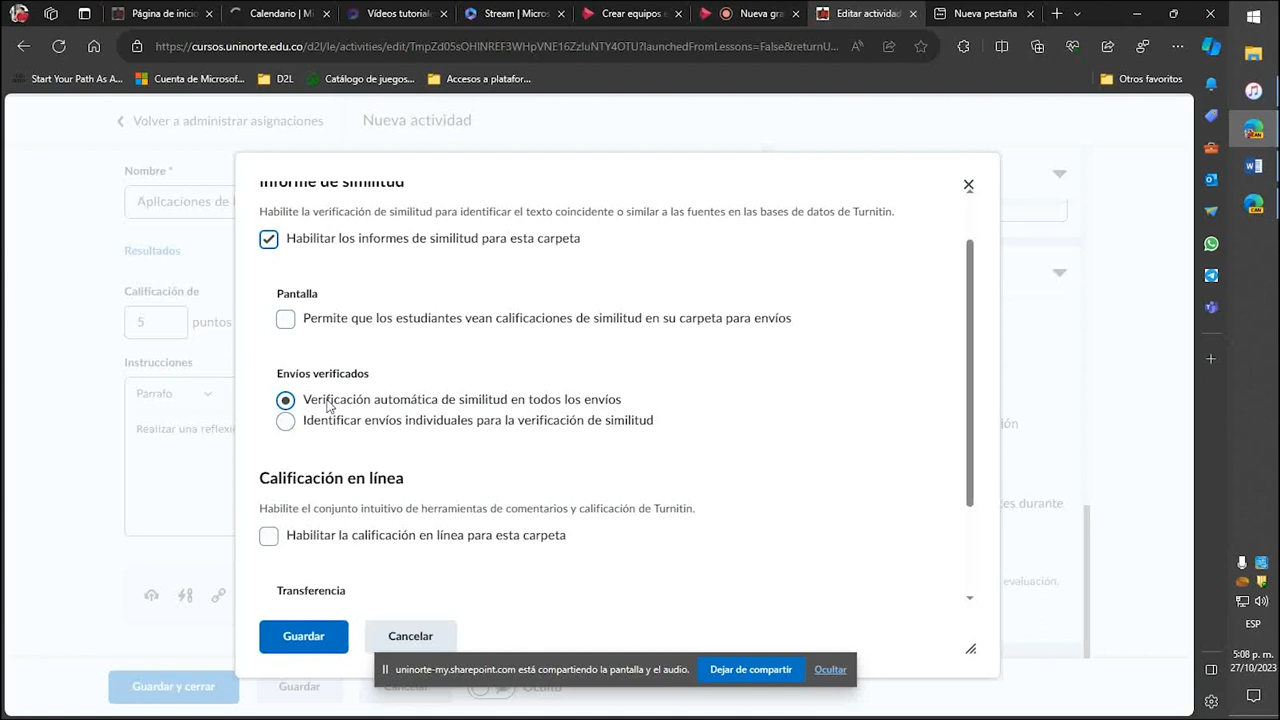 Página de inicio
Calendario | Mi
Vídeos tutoriale
Stream | Micros
Crear equipos e
Nueva gra
Editar actividad
Nueva pestaña
https://cursos.uninorte.edu.co/d2l/le/activities/edit/TmpZd05sOHlNREF3WHpVNE16ZzluNTY4OTU?launchedFromLessons=False&returnU...
Start Your Path As A...
Cuenta de Microsof...
D2L
Catálogo de juegos...
Accesos a platafor...
Otros favoritos
Volver a administrar asignaciones
Nueva actividad
Nombre *
Aplicaciones de
Resultados
Calificación de
5
puntos
Instrucciones
Párrafo
Realizar una reflexió
Informe de similitud
Habilite la verificación de similitud para identificar el texto coincidente o similar a las fuentes en las bases de datos de Turnitin.
Habilitar los informes de similitud para esta carpeta
Pantalla
Permite que los estudiantes vean calificaciones de similitud en su carpeta para envíos
Envíos verificados
Verificación automática de similitud en todos los envíos
Identificar envíos individuales para la verificación de similitud
Calificación en línea
Habilite el conjunto intuitivo de herramientas de comentarios y calificación de Turnitin.
Habilitar la calificación en línea para esta carpeta
Transferencia
Guardar
Cancelar
durante
evaluación.
uninorte-my.sharepoint.com está compartiendo la pantalla y el audio.
Dejar de compartir
Ocultar
Guardar y cerrar
Guardar
Cancelar
Oculto
ESP
5:08 p. m.
27/10/2023